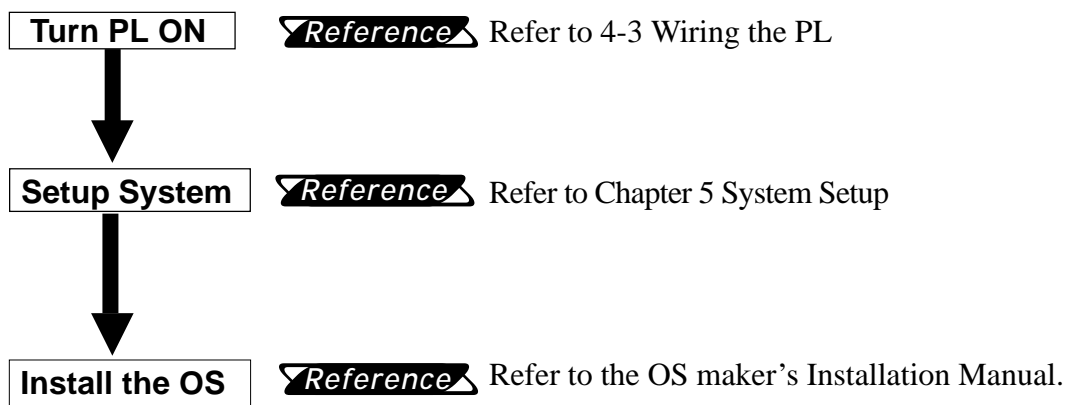 Turn PL ON Reference Refer to 4-3 Wiring the PL
Setup System Reference Refer to Chapter 5 System Setup
Install the OS Reference Refer to the OS maker’s Installation Manual.